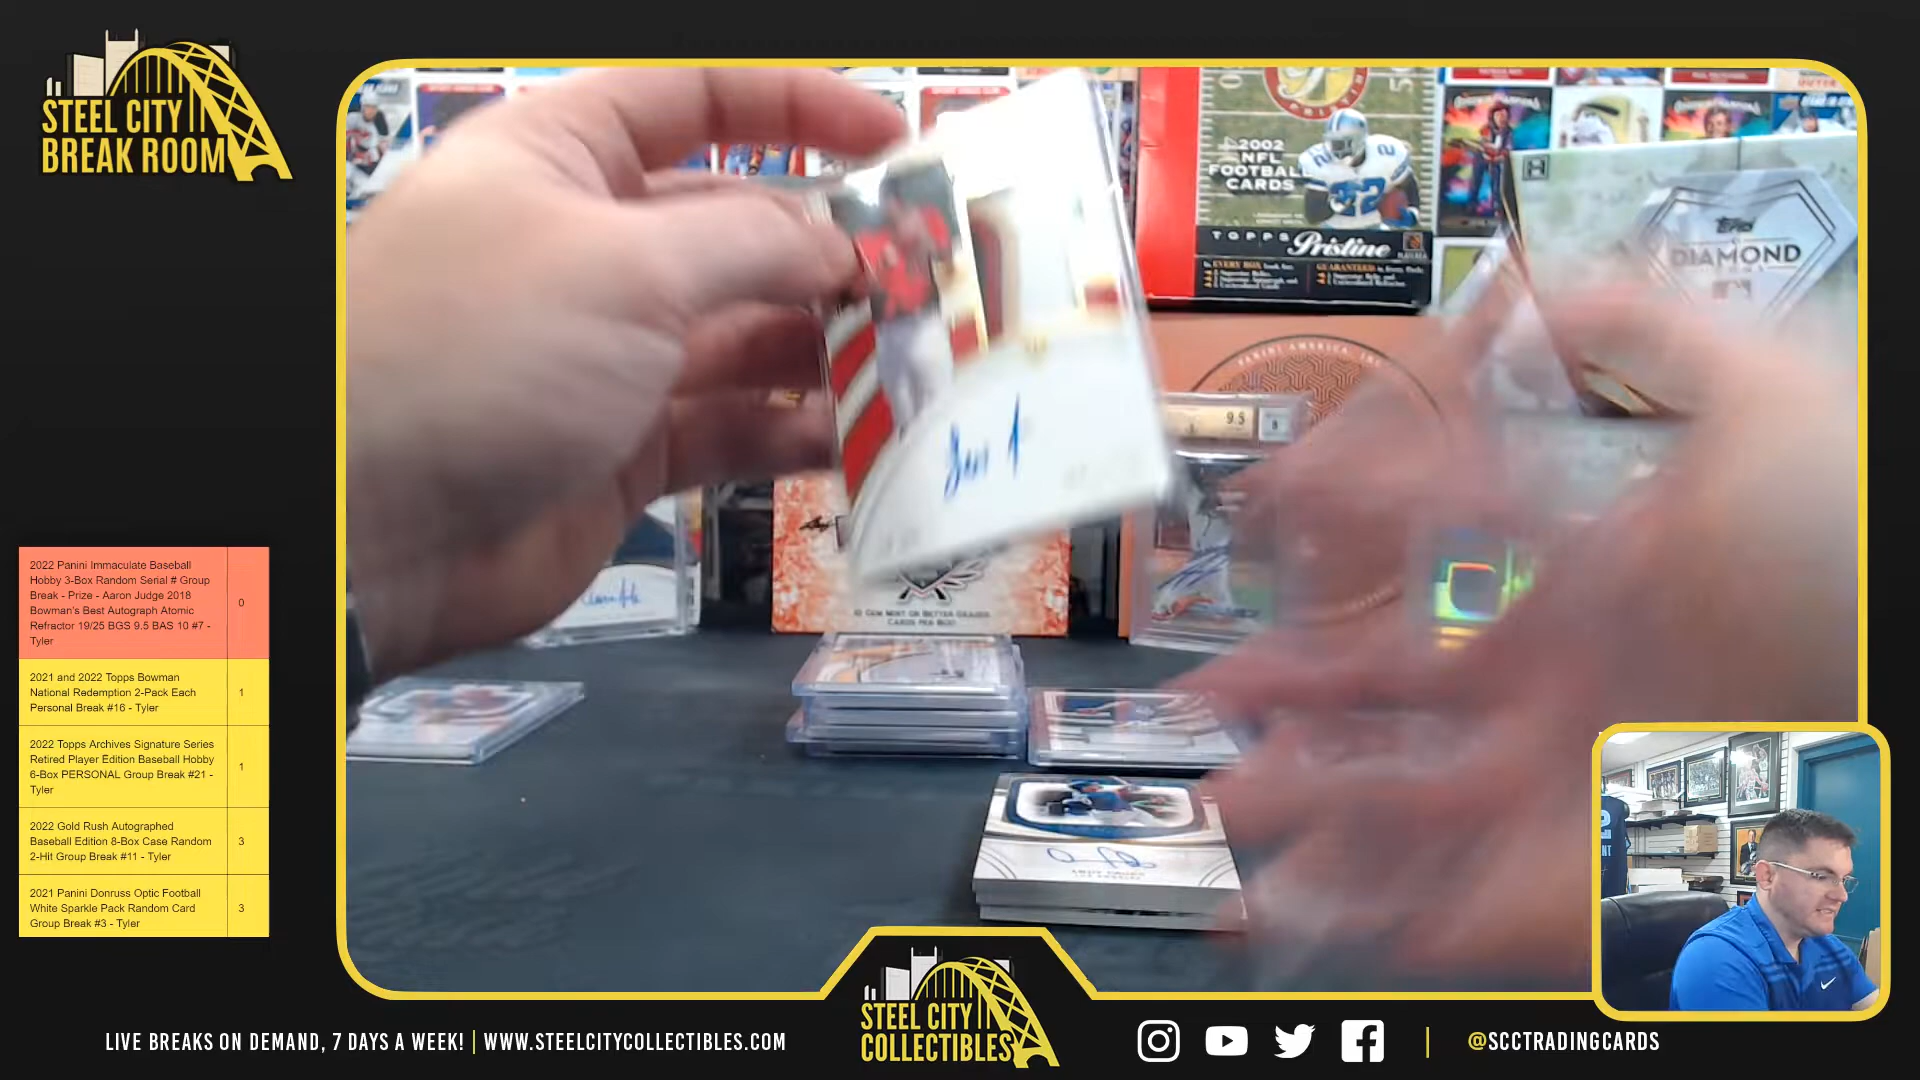 STEEL CITY
BREAK ROOM
2002
NFL
FOOTBALL
CARDS
TOPPS
Pristine
TOPPS
DIAMOND
PANINI AMERICA, INC.
9.5
8
2022 Panini Immaculate Baseball
Hobby 3-Box Random Serial # Group
Break - Prize - Aaron Judge 2018
Bowman's Best Autograph Atomic
Refractor 19/25 BGS 9.5 BAS 10 #7 -
Tyler
0
2021 and 2022 Topps Bowman
National Redemption 2-Pack Each
Personal Break #16 - Tyler
1
2022 Topps Archives Signature Series
Retired Player Edition Baseball Hobby
6-Box PERSONAL Group Break #21 -
Tyler
1
2022 Gold Rush Autographed
Baseball Edition 8-Box Case Random
2-Hit Group Break #11 - Tyler
3
2021 Panini Donruss Optic Football
White Sparkle Pack Random Card
Group Break #3 - Tyler
3
LIVE BREAKS ON DEMAND, 7 DAYS A WEEK! | WWW.STEELCITYCOLLECTIBLES.COM
STEEL CITY
COLLECTIBLES
@SCCTRADINGCARDS